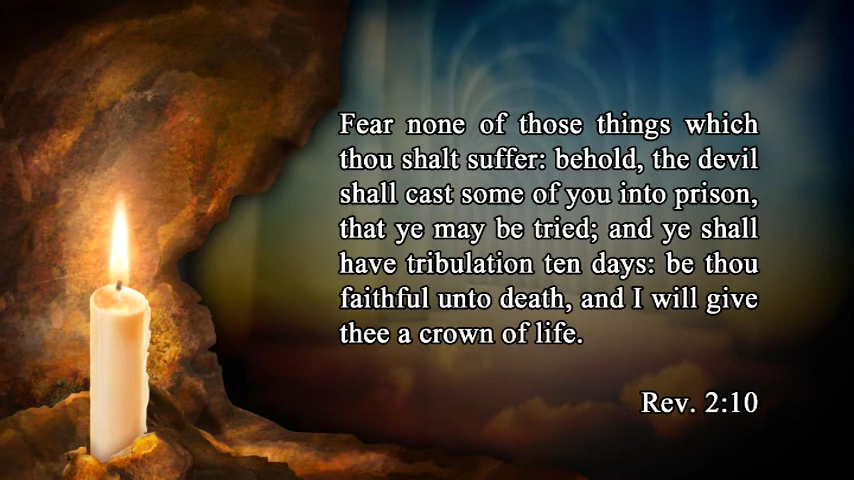 Fear none of those things which
thou shalt suffer: behold, the devil
shall cast some of you into prison,
that ye may be tried; and ye shall
have tribulation ten days: be thou
faithful unto death, and I will give
thee a crown of life.
Rev. 2:10